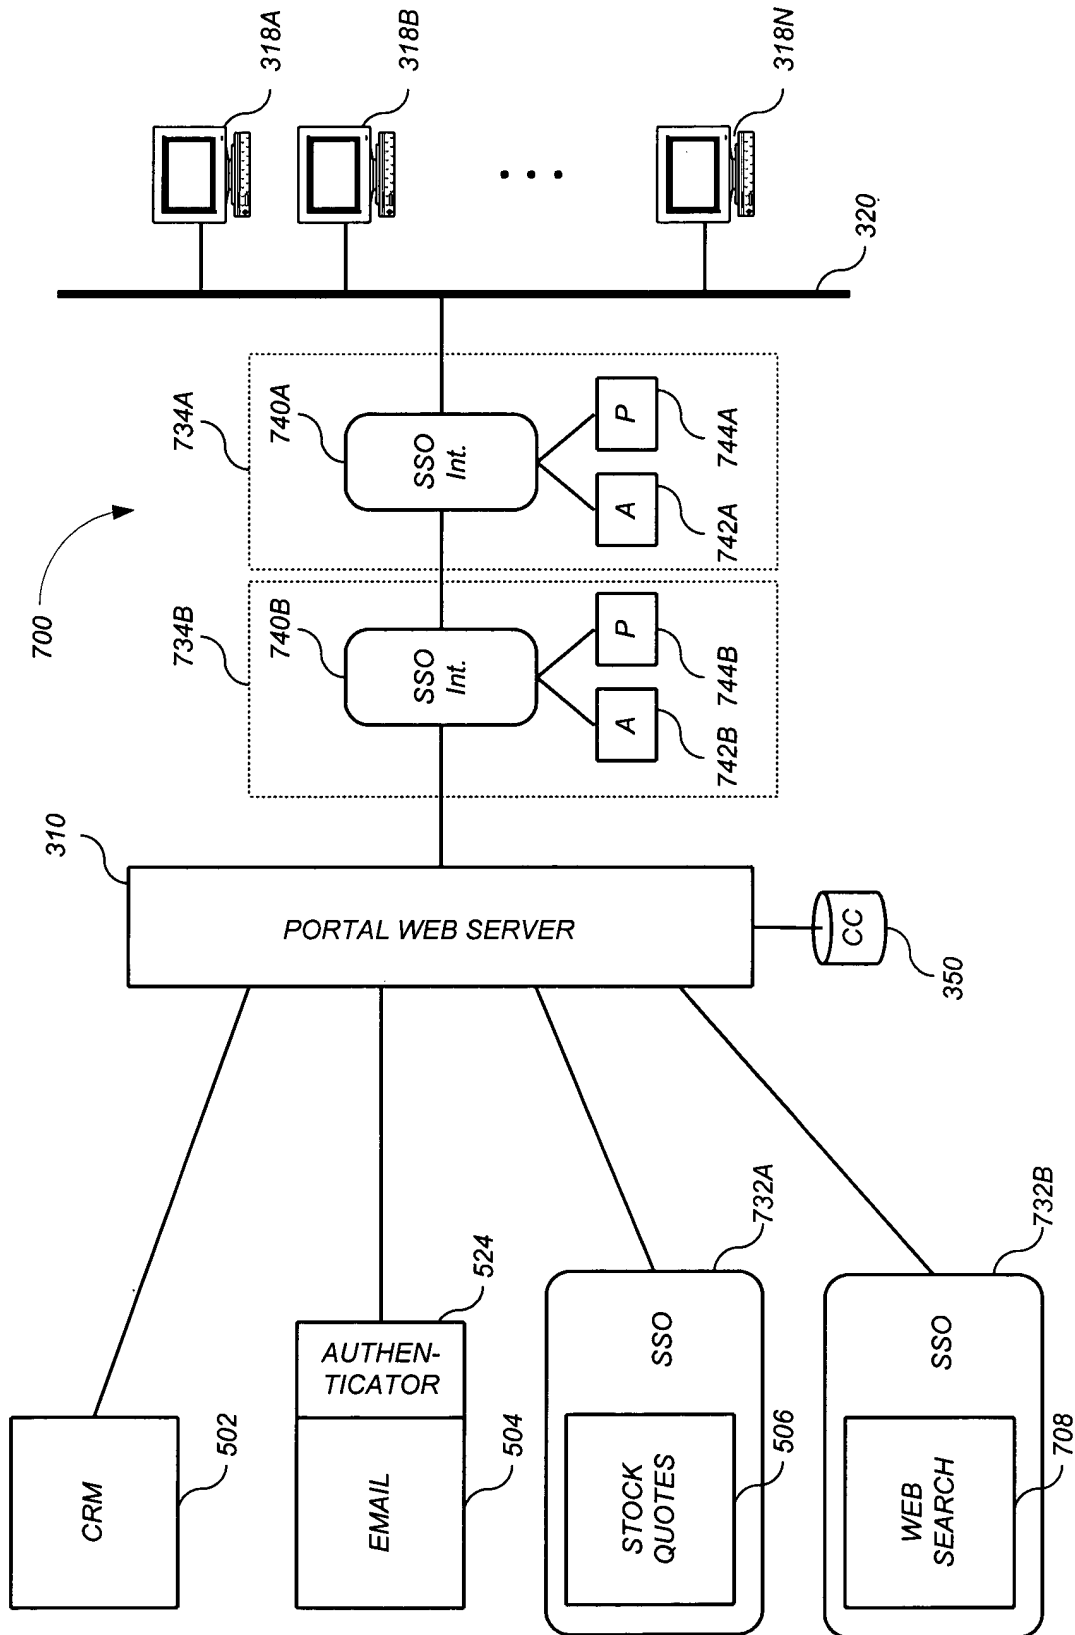 700
318A
318B
318N
320
734A
740A
SSO
Int.
A
P
742A
744A
734B
740B
SSO
Int.
A
P
742B
744B
310
PORTAL WEB SERVER
CC
350
CRM
502
AUTHEN-
TICATOR
524
EMAIL
504
SSO
732A
STOCK
QUOTES
506
SSO
732B
WEB
SEARCH
708